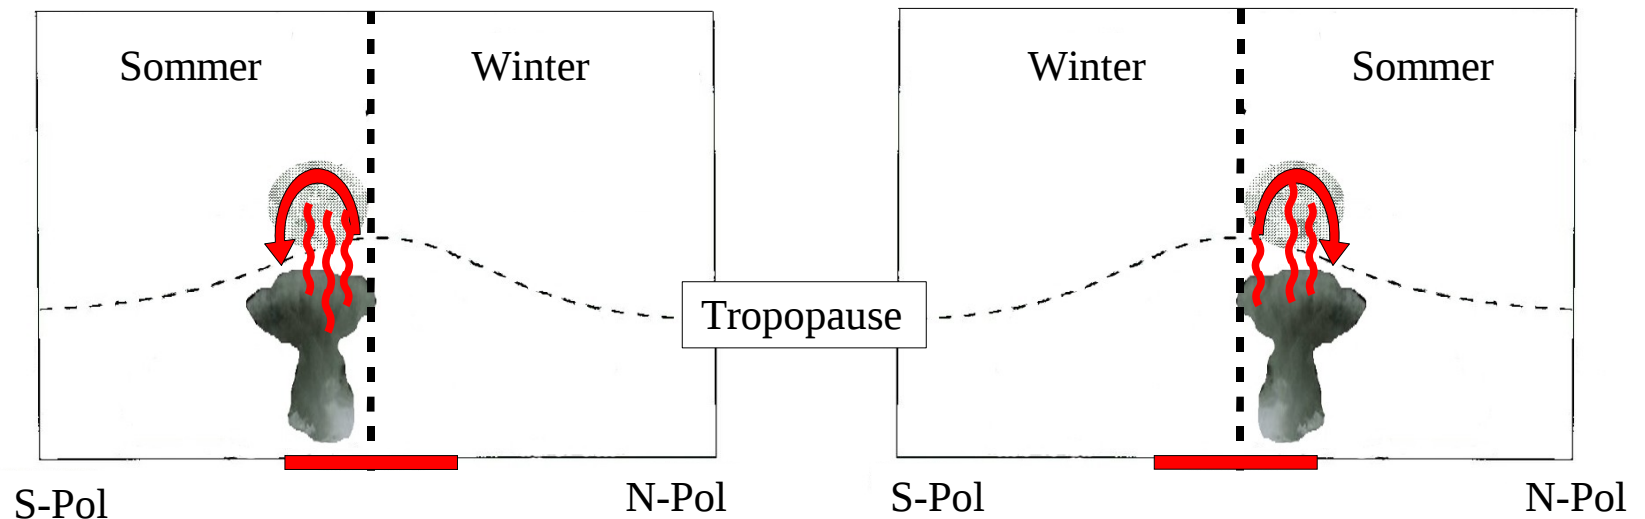 Sommer
Winter
Winter
Sommer
Tropopause
S-Pol
N-Pol
S-Pol
N-Pol